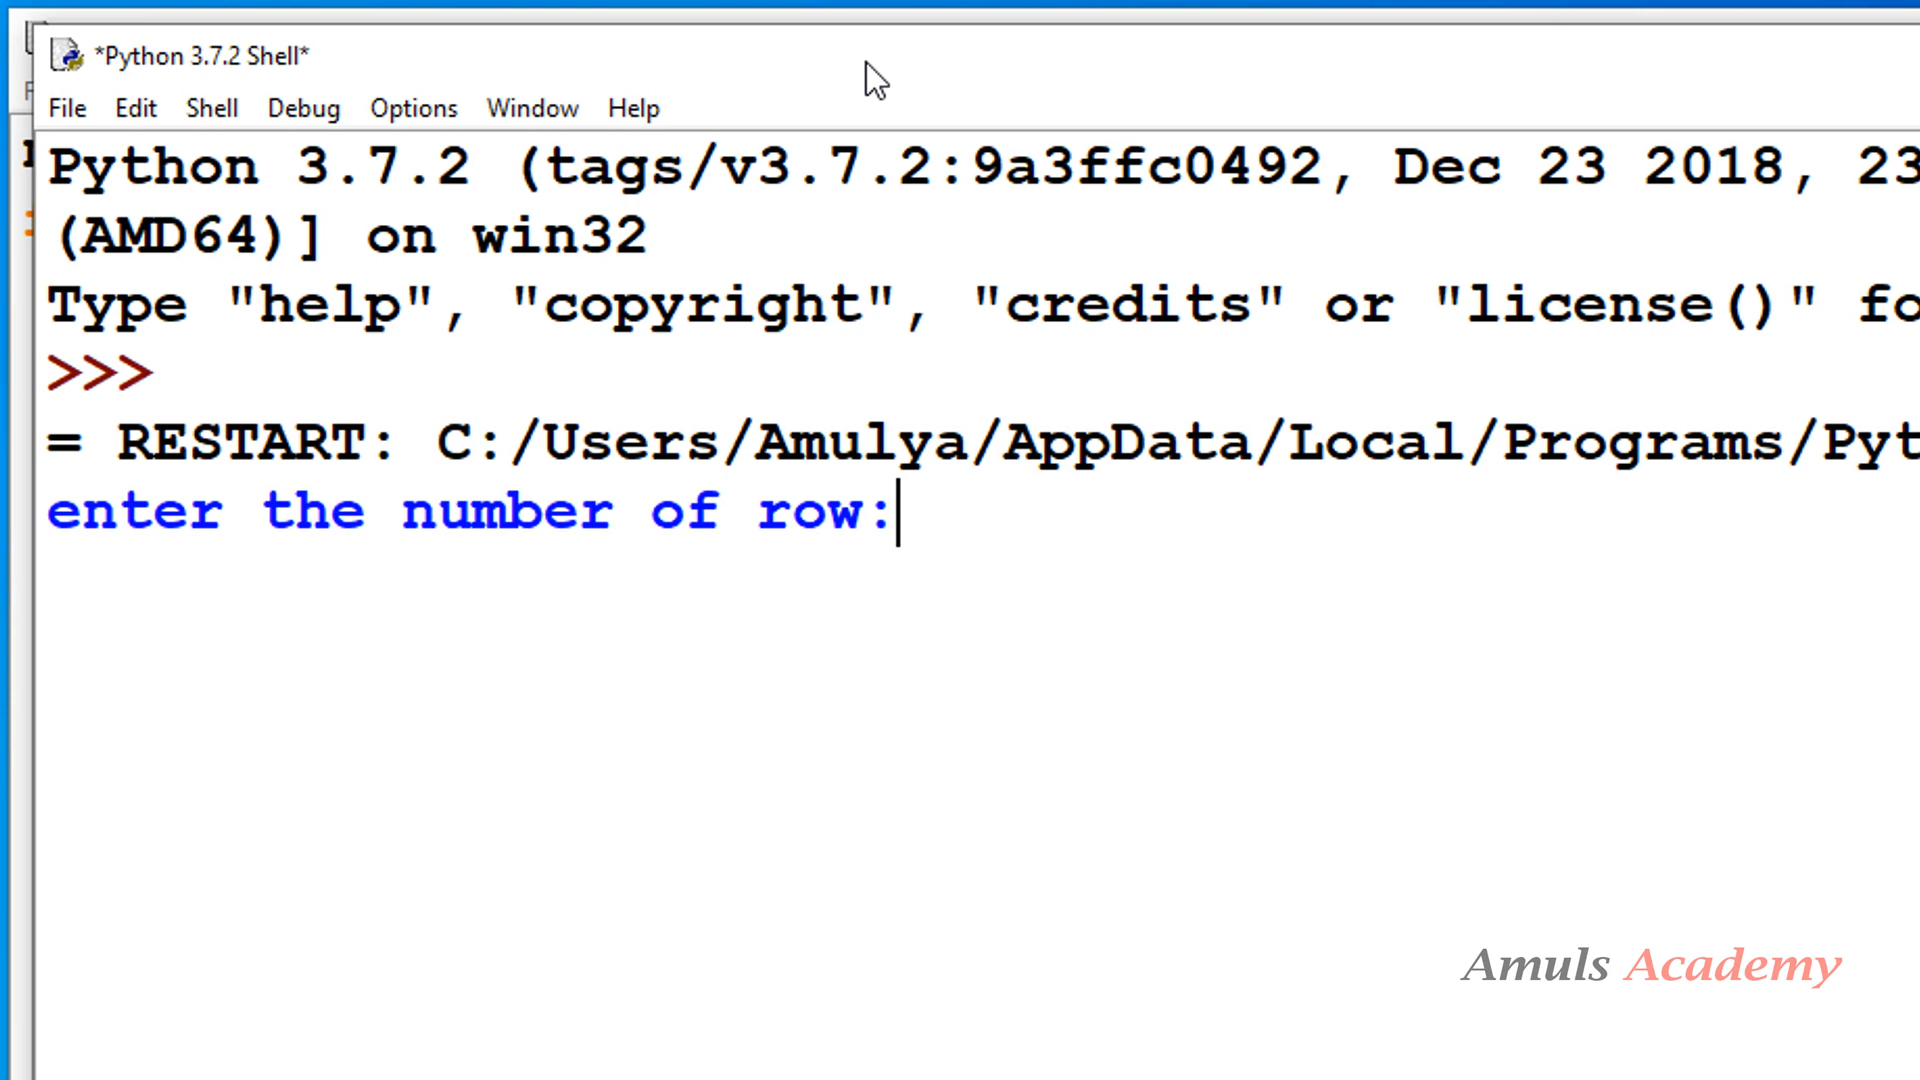 *Python 3.7.2 Shell*
File Edit Shell Debug Options Window Help
Python 3.7.2 (tags/v3.7.2:9a3ffc0492, Dec 23 2018, 23
(AMD64)] on win32
Type "help", "copyright", "credits" or "license()" fo
>>>
= RESTART: C:/Users/Amulya/AppData/Local/Programs/Pyt
enter the number of row:
Amuls Academy